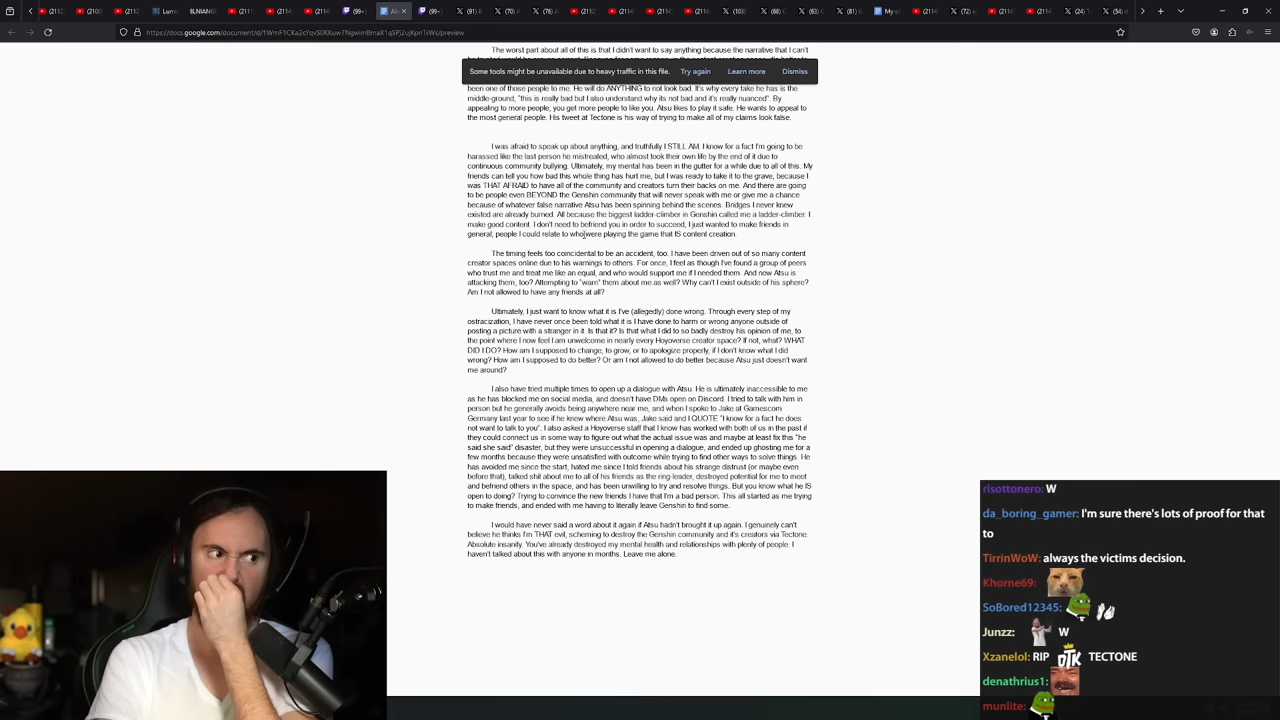 https://docs.google.com/document/d/1WmF1CKa2cYqvS0KKuw7NgwimBmaX1qSPj2ujKpnTxWs/preview
The worst part about all of this is that I didn't want to say anything because the narrative that I can't
Some tools might be unavailable due to heavy traffic in this file. Try again Learn more Dismiss
been one of those people to me. He will do ANYTHING to not look bad. It's why every take he has is the
middle-ground, "this is really bad but I also understand why its not bad and it's really nuanced". By
appealing to more people, you get more people to like you. Atsu likes to play it safe. He wants to appeal to
the most general people. His tweet at Tectone is his way of trying to make all of my claims look false.
I was afraid to speak up about anything, and truthfully I STILL AM. I know for a fact I'm going to be
harassed like the last person he mistreated, who almost took their own life by the end of it due to
continuous community bullying. Ultimately, my mental has been in the gutter for a while due to all of this. My
friends can tell you how bad this whole thing has hurt me, but I was ready to take it to the grave, because I
was THAT AFRAID to have all of the community and creators turn their backs on me. And there are going
to be people even BEYOND the Genshin community that will never speak with me or give me a chance
because of whatever false narrative Atsu has been spinning behind the scenes. Bridges I never knew
existed are already burned. All because the biggest ladder-climber in Genshin called me a ladder-climber. I
make good content. I don't need to befriend you in order to succeed, I just wanted to make friends in
general, people I could relate to who were playing the game that IS content creation.
The timing feels too coincidental to be an accident, too. I have been driven out of so many content
creator spaces online due to his warnings to others. For once, I feel as though I've found a group of peers
who trust me and treat me like an equal, and who would support me if I needed them. And now Atsu is
attacking them, too? Attempting to "warn" them about me as well? Why can't I exist outside of his sphere?
Am I not allowed to have any friends at all?
Ultimately, I just want to know what it is I've (allegedly) done wrong. Through every step of my
ostracization, I have never once been told what it is I have done to harm or wrong anyone outside of
posting a picture with a stranger in it. Is that it? Is that what I did to so badly destroy his opinion of me, to
the point where I now feel I am unwelcome in nearly every Hoyoverse creator space? If not, what? WHAT
DID I DO? How am I supposed to change, to grow, or to apologize properly, if I don't know what I did
wrong? How am I supposed to do better? Or am I not allowed to do better because Atsu just doesn't want
me around?
I also have tried multiple times to open up a dialogue with Atsu. He is ultimately inaccessible to me
as he has blocked me on social media, and doesn't have DMs open on Discord. I tried to talk with him in
person but he generally avoids being anywhere near me, and when I spoke to Jake at Gamescom
Germany last year to see if he knew where Atsu was, Jake said and I QUOTE "I know for a fact he does
not want to talk to you". I also asked a Hoyoverse staff that I know has worked with both of us in the past if
they could connect us in some way to figure out what the actual issue was and maybe at least fix this "he
said she said" disaster, but they were unsuccessful in opening a dialogue, and ended up ghosting me for a
few months because they were unsatisfied with outcome while trying to find other ways to solve things. He
has avoided me since the start, hated me since I told friends about his strange distrust (or maybe even
before that), talked shit about me to all of his friends as the ring-leader, destroyed potential for me to meet
and befriend others in the space, and has been unwilling to try and resolve things. But you know what he IS
open to doing? Trying to convince the new friends I have that I'm a bad person. This all started as me trying
to make friends, and ended with me having to literally leave Genshin to find some.
I would have never said a word about it again if Atsu hadn't brought it up again. I genuinely can't
believe he thinks I'm THAT evil, scheming to destroy the Genshin community and it's creators via Tectone.
Absolute insanity. You've already destroyed my mental health and relationships with plenty of people. I
haven't talked about this with anyone in months. Leave me alone.
risottonero: W
da_boring_gamer: I'm sure there's lots of proof for that
to
TirrinWoW: always the victims decision.
Khorne69:
SoBored12345:
Junzz: W
Xzanelol: RIP DTK TECTONE
denathrius1:
munlite: